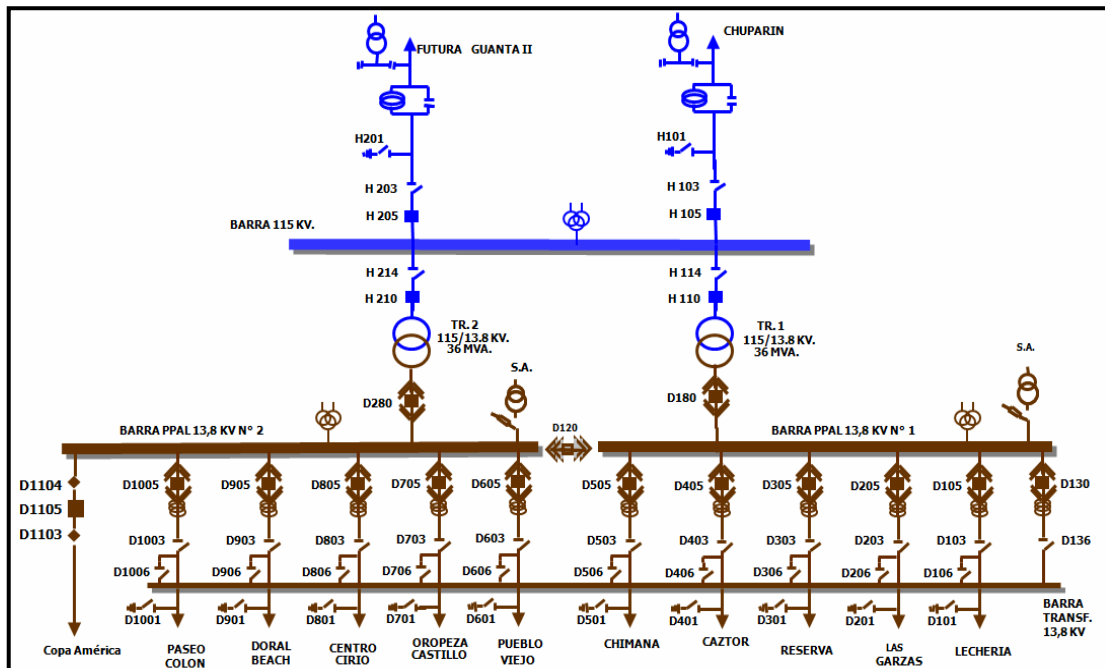 FUTURA GUANTA II
CHUPARIN
H201
H101
H 203
H 103
H 205
H 105
BARRA 115 KV.
H 214
H 114
H 210
H 110
TR. 2
115/13.8 KV.
36 MVA.
TR. 1
115/13.8 KV.
36 MVA.
S.A.
S.A.
D280
D180
BARRA PPAL 13,8 KV N° 2
D120
BARRA PPAL 13,8 KV N° 1
D1104
D1105
D1103
D1005
D905
D805
D705
D605
D505
D405
D305
D205
D105
D130
D1003
D903
D803
D703
D603
D503
D403
D303
D203
D103
D136
D1006
D906
D806
D706
D606
D506
D406
D306
D206
D106
D1001
D901
D801
D701
D601
D501
D401
D301
D201
D101
BARRA
TRANSF.
13,8 KV
Copa América
PASEO
COLON
DORAL
BEACH
CENTRO
CIRIO
OROPEZA
CASTILLO
PUEBLO
VIEJO
CHIMANA
CAZTOR
RESERVA
LAS
GARZAS
LECHERIA